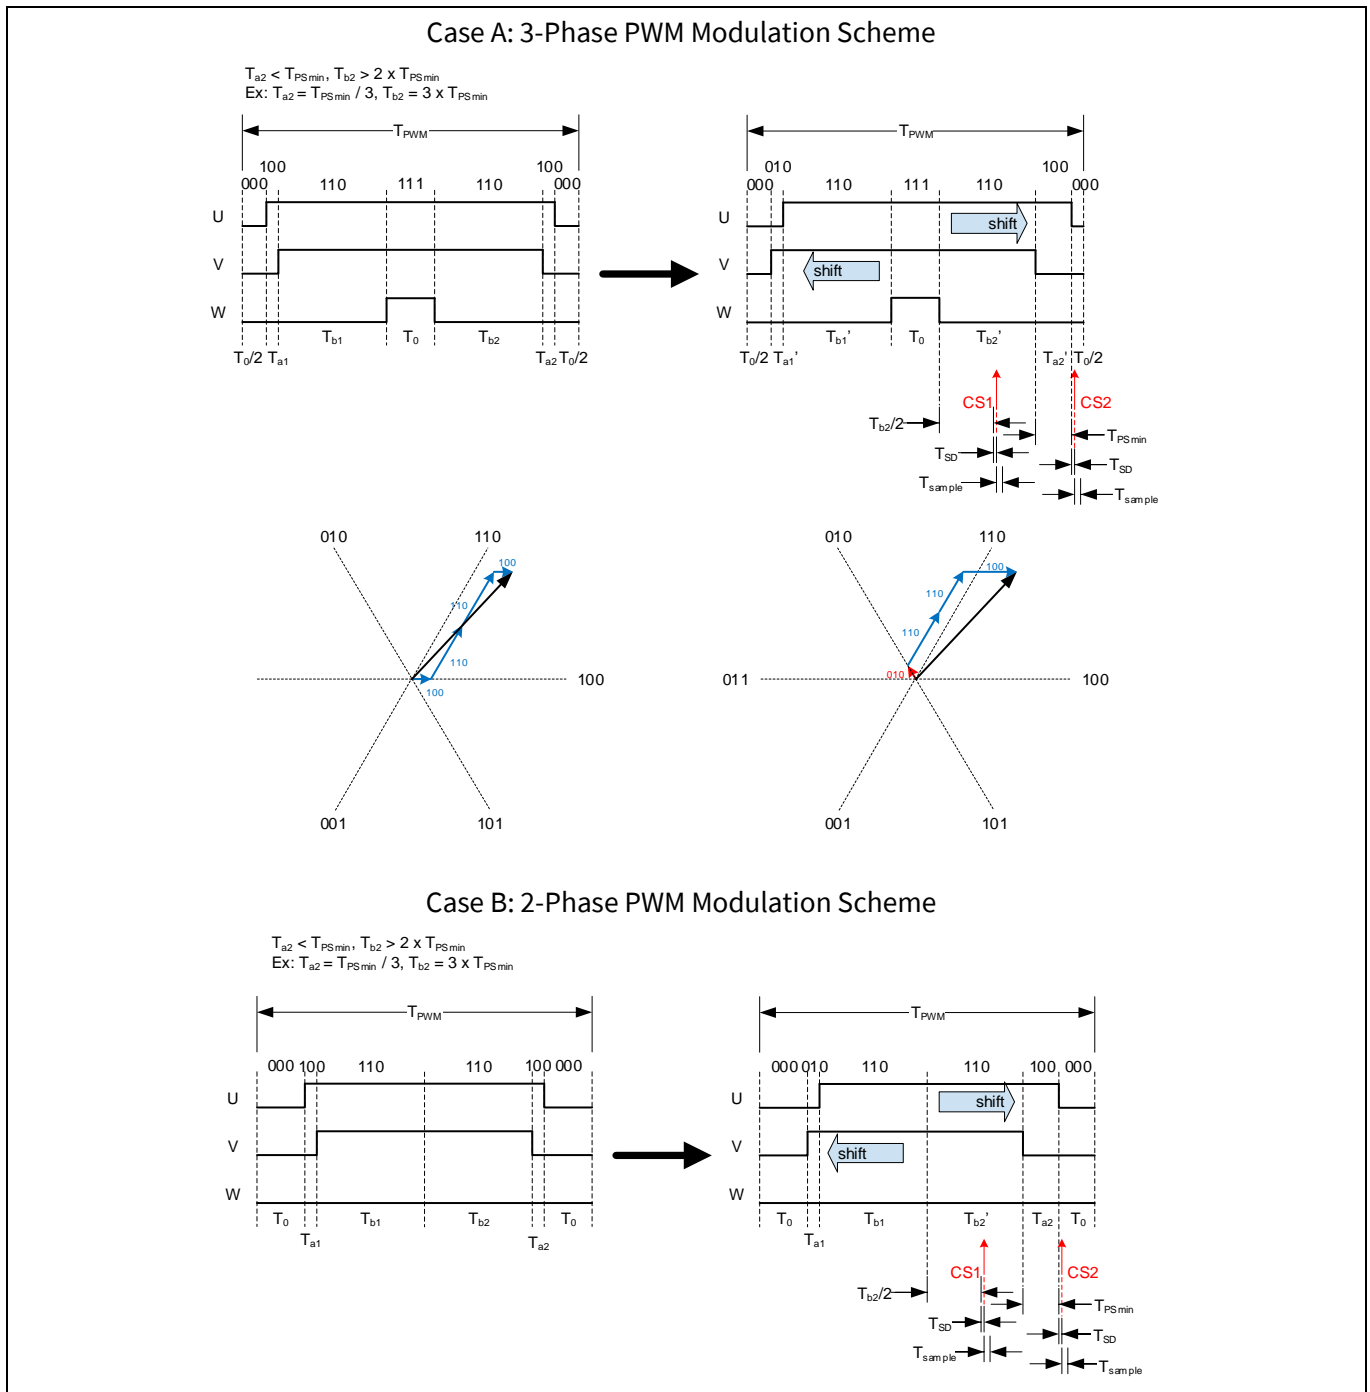 Case A: 3-Phase PWM Modulation Scheme
Ta2 < TPSmin, Tb2 > 2 x TPSmin
Ex: Ta2 = TPSmin / 3, Tb2 = 3 x TPSmin
TPWM
100 100
000 110 111 110 000
U
V
W
Tb1 T0 Tb2
T0/2 Ta1 Ta2 T0/2
TPWM
010 100
000 110 111 110 000
U
shift
V
shift
W
Tb1' T0 Tb2'
T0/2 Ta1' Ta2' T0/2
CS1 CS2
Tb2/2
TPSmin
TSD
TSD
Tsample
Tsample
010 110
100
110
110
100
100
001 101
010 110
100
110
110
010
011 100
001 101
Case B: 2-Phase PWM Modulation Scheme
Ta2 < TPSmin, Tb2 > 2 x TPSmin
Ex: Ta2 = TPSmin / 3, Tb2 = 3 x TPSmin
TPWM
000 100 110 110 100 000
U
V
W
T0 Tb1 Tb2 T0
Ta1 Ta2
TPWM
000 010 110 110 100 000
U
shift
V
shift
W
T0 Tb1 Tb2' Ta2 T0
Ta1
CS1 CS2
Tb2/2
TPSmin
TSD
TSD
Tsample
Tsample